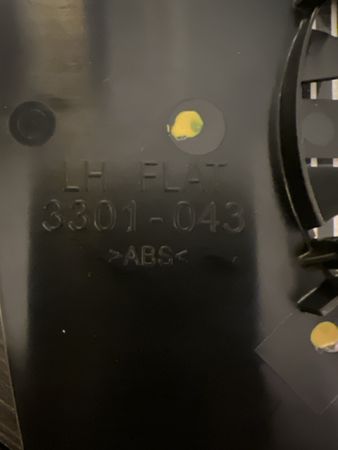 LH FLAT
3301-043
>ABS<